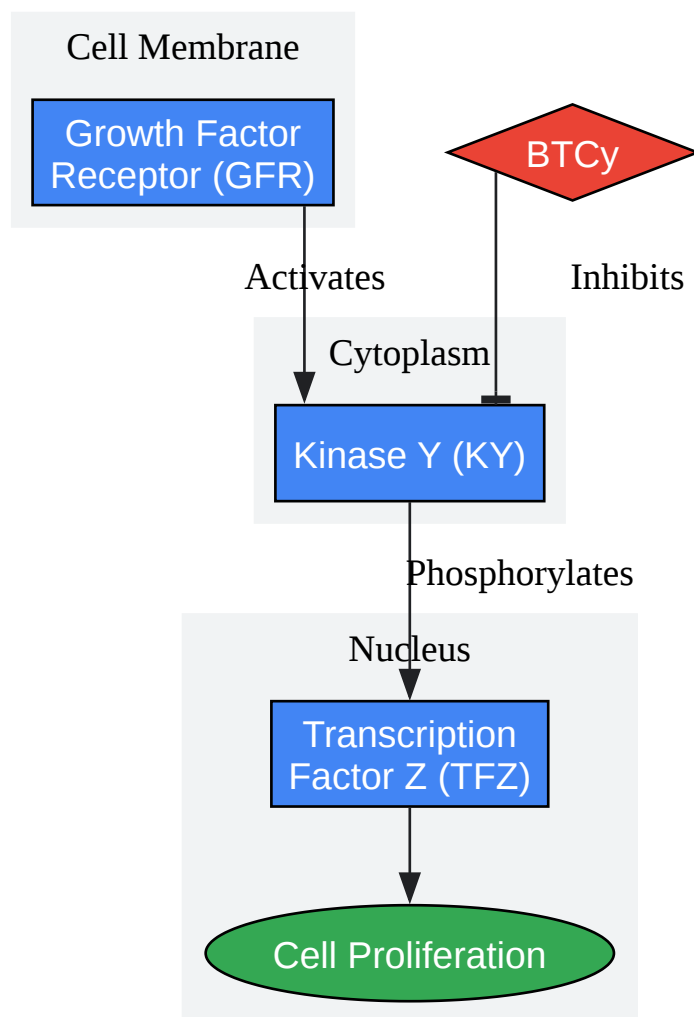 Cell Membrane
Growth Factor
Receptor (GFR)
BTCy
Activates
Inhibits
Cytoplasm
Kinase Y (KY)
Phosphorylates
Nucleus
Transcription
Factor Z (TFZ)
Cell Proliferation